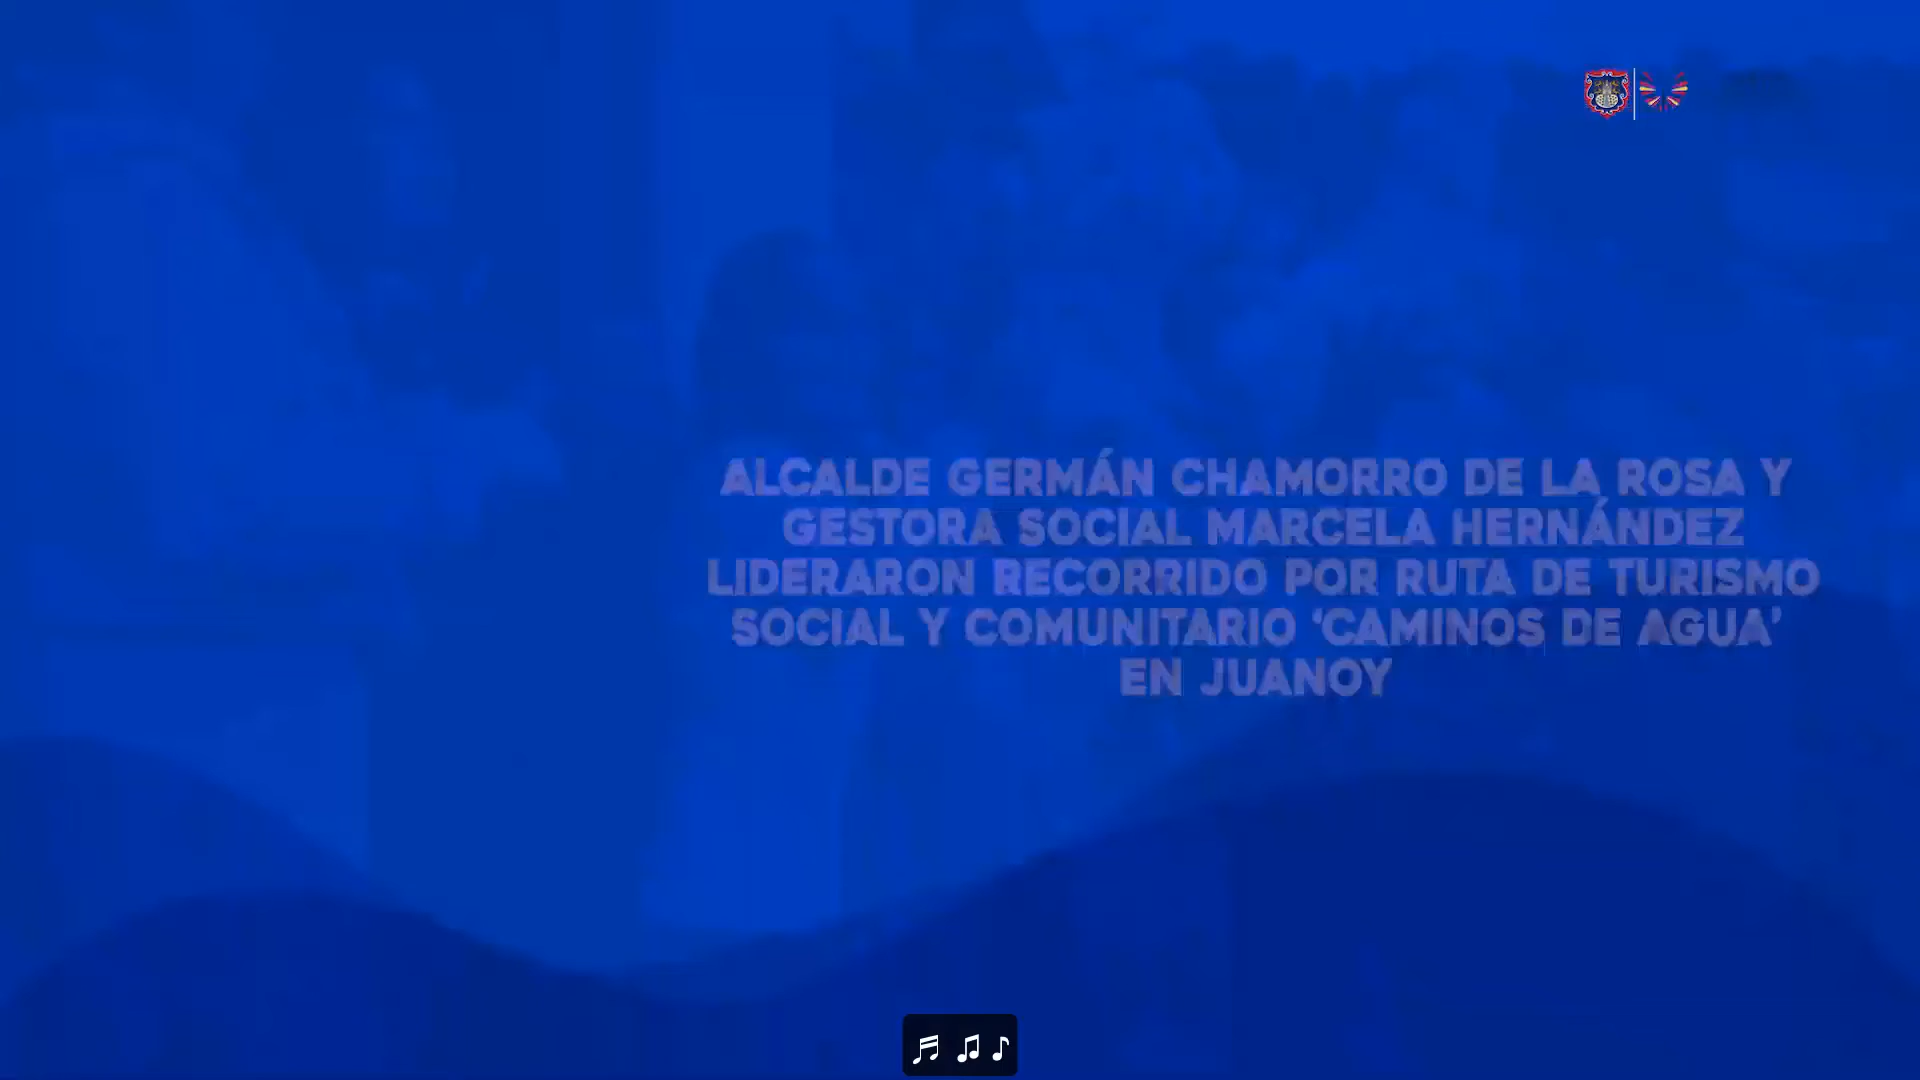 ALCALDE GERMÁN CHAMORRO DE LA ROSA Y
GESTORA SOCIAL MARCELA HERNÁNDEZ
LIDERARON RECORRIDO POR RUTA DE TURISMO
SOCIAL Y COMUNITARIO ‘CAMINOS DE AGUA’
EN JUANOY